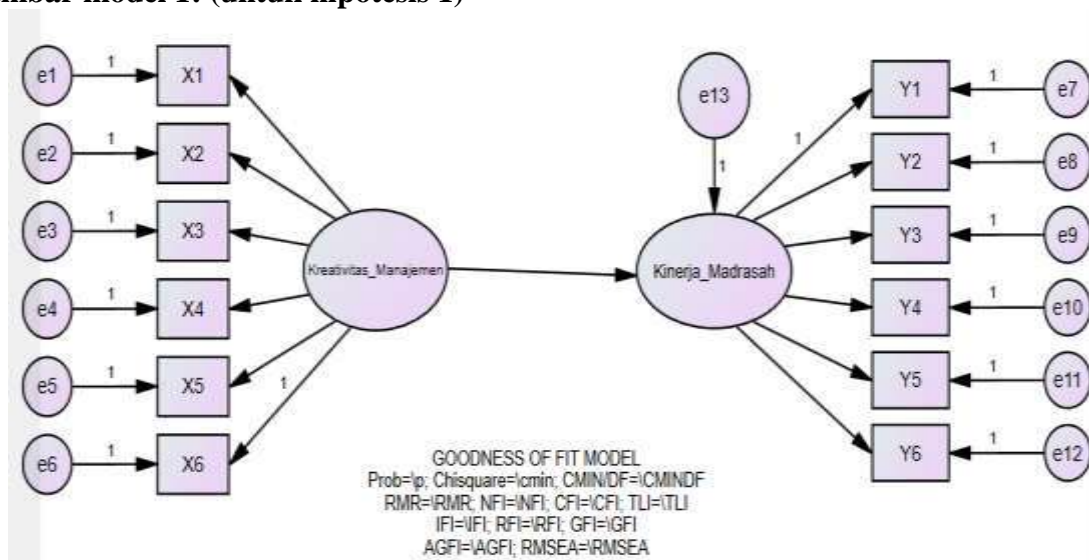 mbar model 1: (untuk hipotesis 1)
e1 1 X1
e2 1 X2
e3 1 X3
e4 1 X4
e5 1 X5
e6 1 X6
1
Kreativitas_Manajemen
e13
1
Kinerja_Madrasah
1
Y1 1 e7
Y2 1 e8
Y3 1 e9
Y4 1 e10
Y5 1 e11
Y6 1 e12
GOODNESS OF FIT MODEL
Prob=\p; Chisquare=\cmin; CMIN/DF=\CMINDF
RMR=\RMR; NFI=\NFI; CFI=\CFI; TLI=\TLI
IFI=\IFI; RFI=\RFI; GFI=\GFI
AGFI=\AGFI; RMSEA=\RMSEA